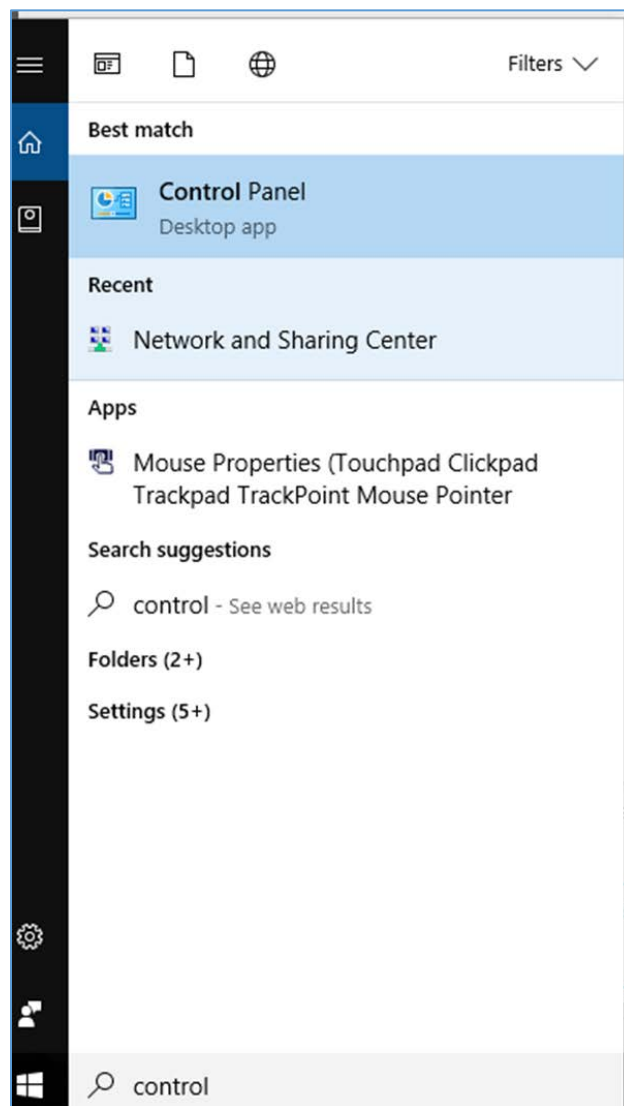 Filters
Best match
Control Panel
Desktop app
Recent
Network and Sharing Center
Apps
Mouse Properties (Touchpad Clickpad
Trackpad TrackPoint Mouse Pointer
Search suggestions
control - See web results
Folders (2+)
Settings (5+)
control